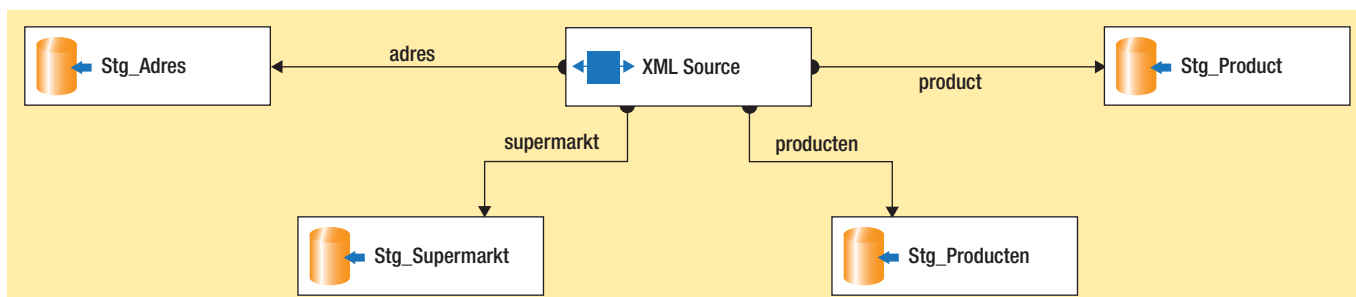 Stg_Adres
adres
XML Source
product
Stg_Product
supermarkt
producten
Stg_Supermarkt
Stg_Producten